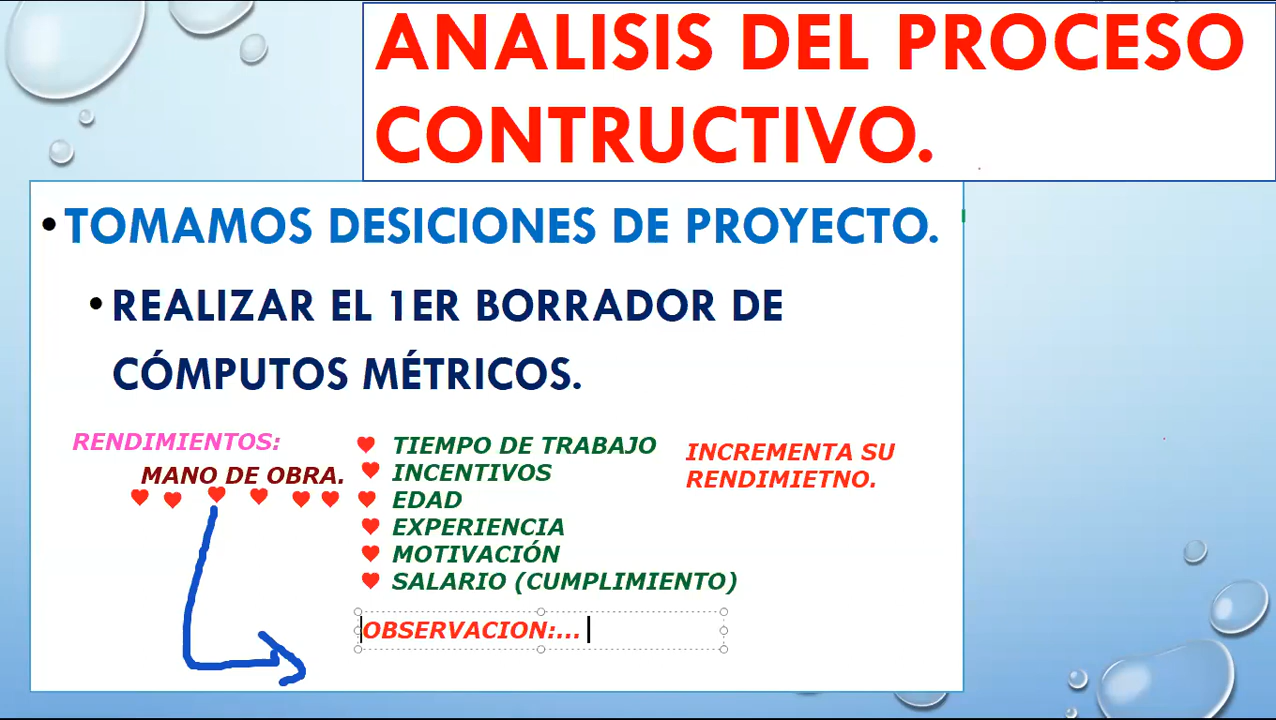 ANALISIS DEL PROCESO
CONTRUCTIVO.
• TOMAMOS DESICIONES DE PROYECTO.
• REALIZAR EL 1ER BORRADOR DE
CÓMPUTOS MÉTRICOS.
RENDIMIENTOS:
MANO DE OBRA.
TIEMPO DE TRABAJO
INCENTIVOS
EDAD
EXPERIENCIA
MOTIVACIÓN
SALARIO (CUMPLIMIENTO)
INCREMENTA SU
RENDIMIETNO.
OBSERVACION:...